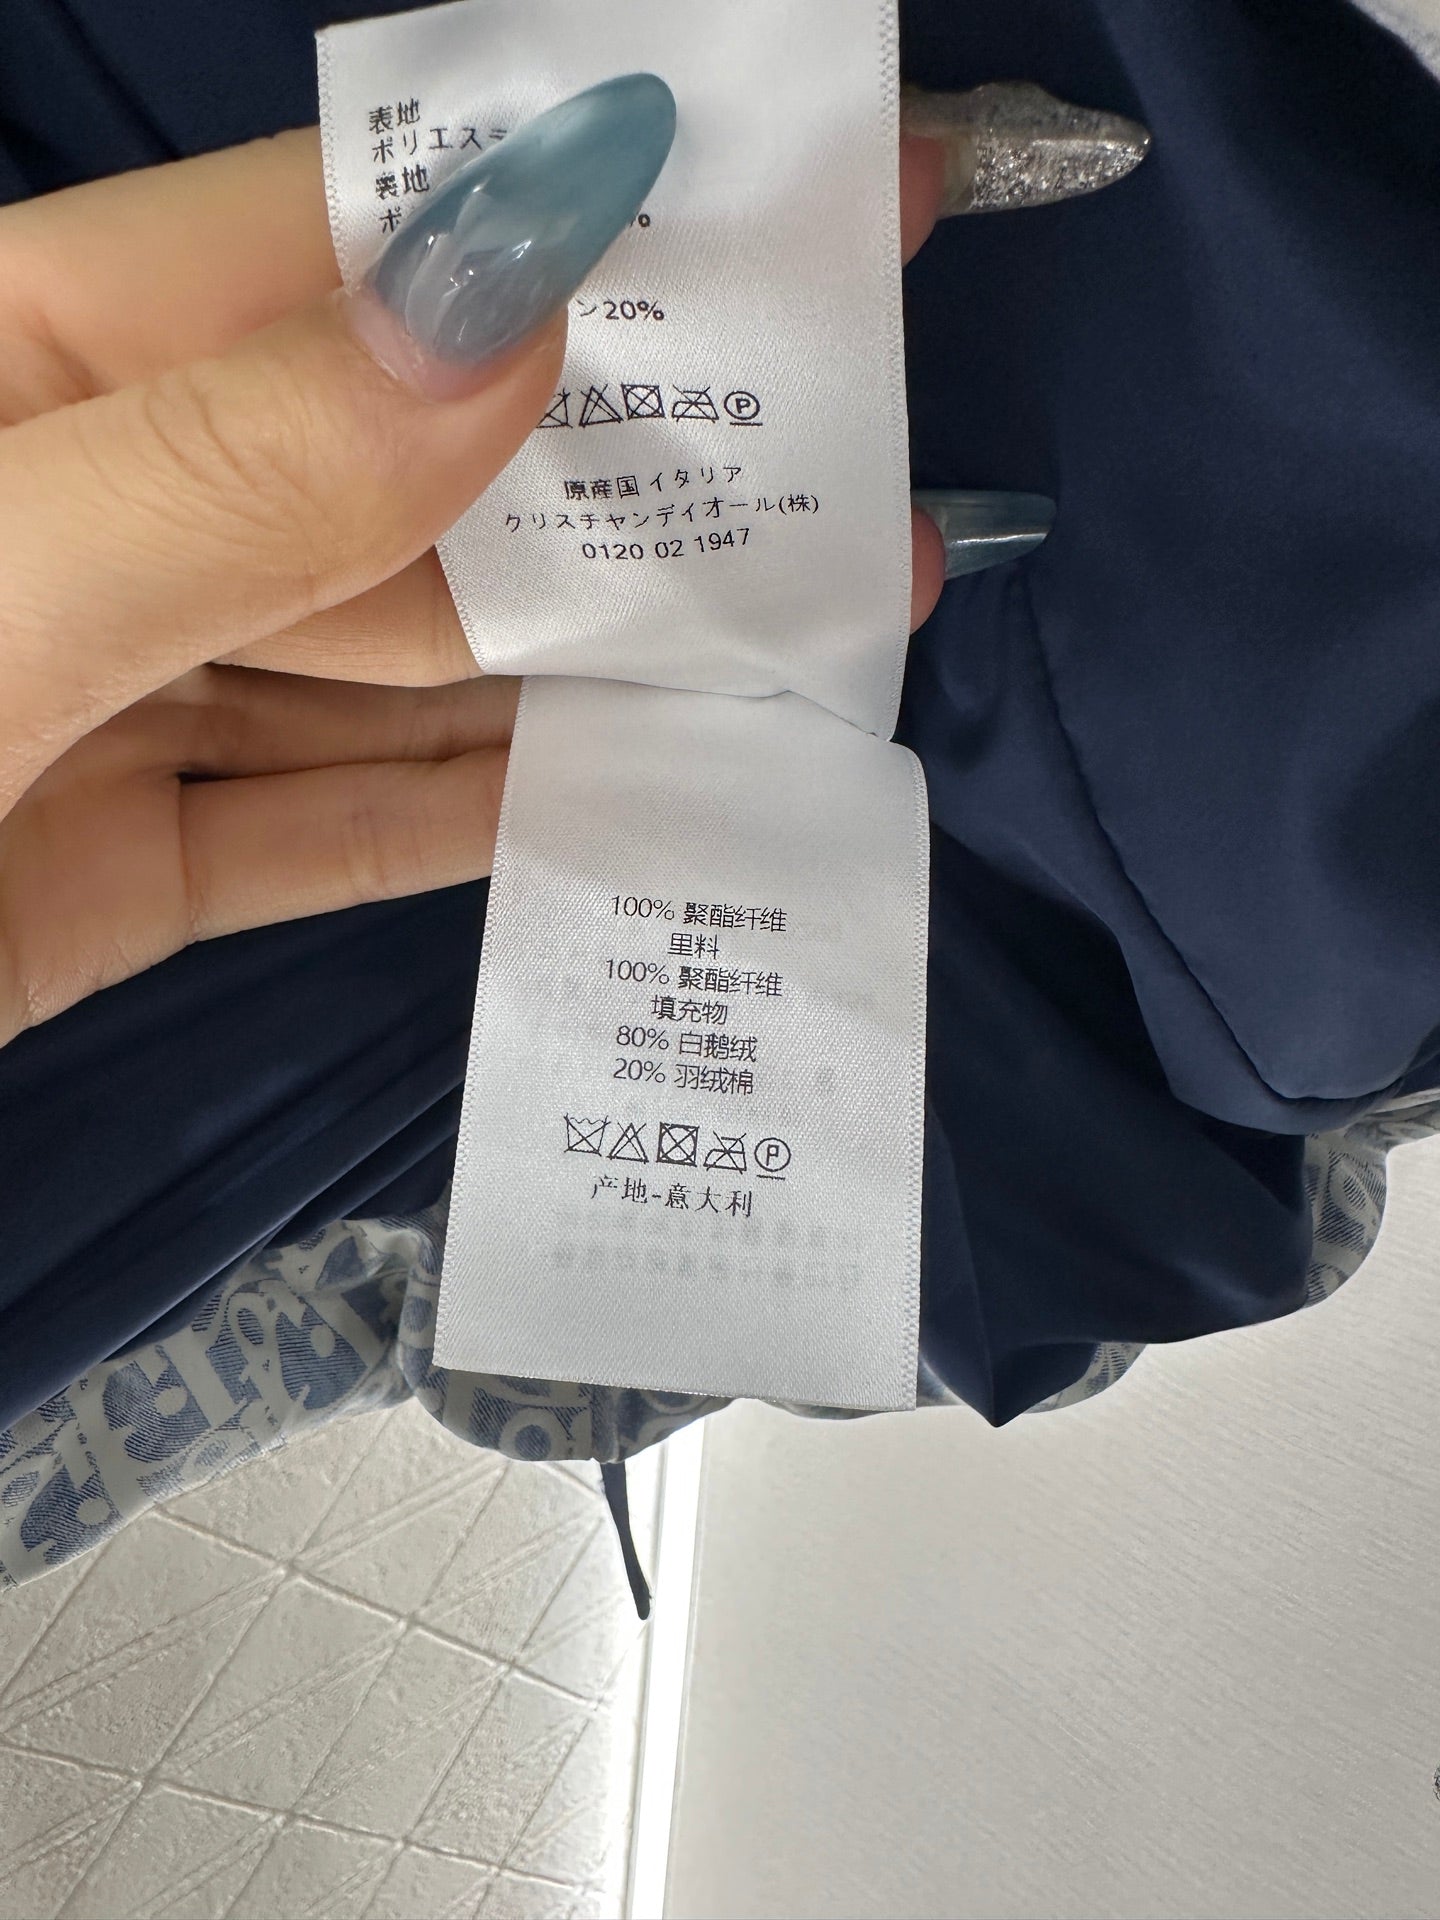 表地
ポリエステ
裏地
ポ %
ン20%
原産国 イタリア
クリスチャンディオール(株)
0120 02 1947
100% 聚酯纤维
里料
100% 聚酯纤维
填充物
80% 白鹅绒
20% 羽绒棉
产地-意大利